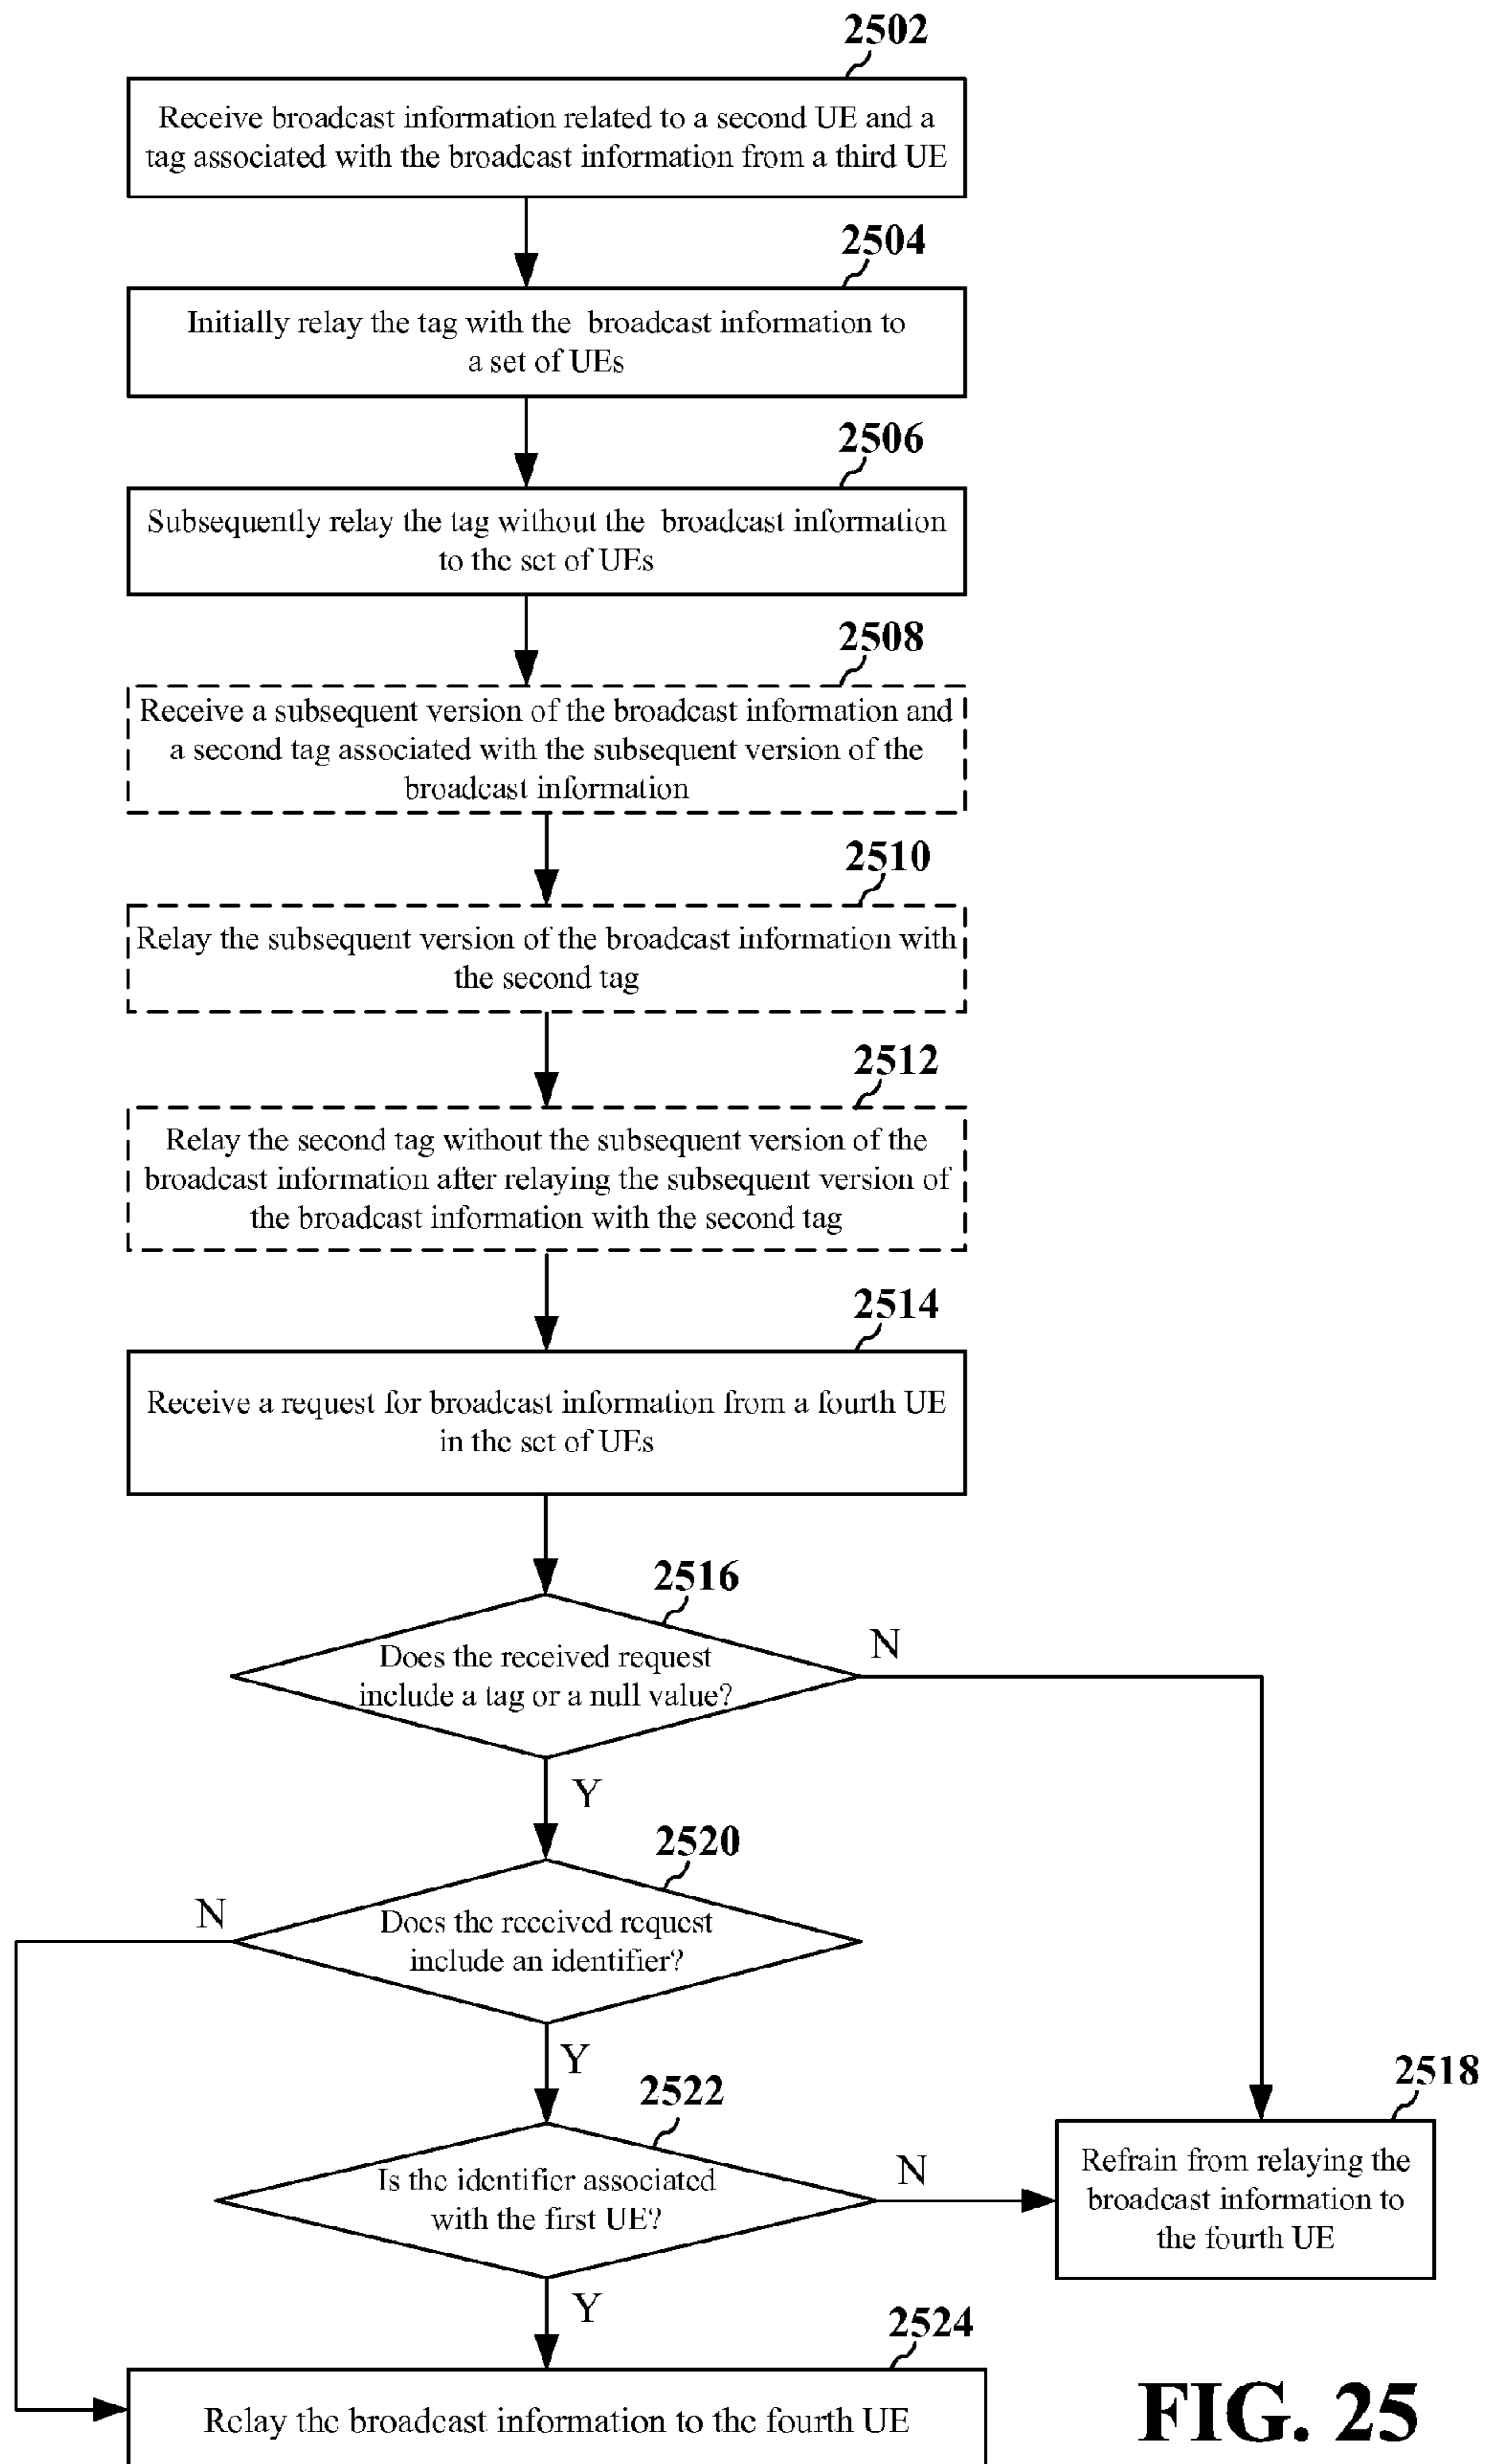 2502
Receive broadcast information related to a second UE and a
tag associated with the broadcast information from a third UE
2504
Initially relay the tag with the broadcast information to
a set of UEs
2506
Subsequently relay the tag without the broadcast information
to the set of UEs
2508
Receive a subsequent version of the broadcast information and
a second tag associated with the subsequent version of the
broadcast information
2510
Relay the subsequent version of the broadcast information with
the second tag
2512
Relay the second tag without the subsequent version of the
broadcast information after relaying the subsequent version of
the broadcast information with the second tag
2514
Receive a request for broadcast information from a fourth UE
in the set of UEs
2516
Does the received request
include a tag or a null value?
N
Y
2520
Does the received request
include an identifier?
N
Y
2522
Is the identifier associated
with the first UE?
N
Y
2518
Refrain from relaying the
broadcast information to
the fourth UE
2524
Relay the broadcast information to the fourth UE
FIG. 25